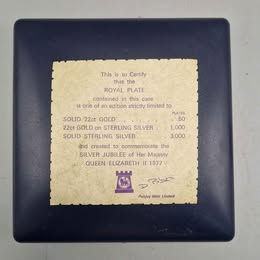 This is to Certify
that the
ROYAL PLATE
contained in this case
is one of an edition strictly limited to
PLATES
SOLID 22ct GOLD . . . . . . 50
22ct GOLD on STERLING SILVER . 1,000
SOLID STERLING SILVER . . . 3,000
and created to commemorate the
SILVER JUBILEE of Her Majesty
QUEEN ELIZABETH II 1977
Mint Limited